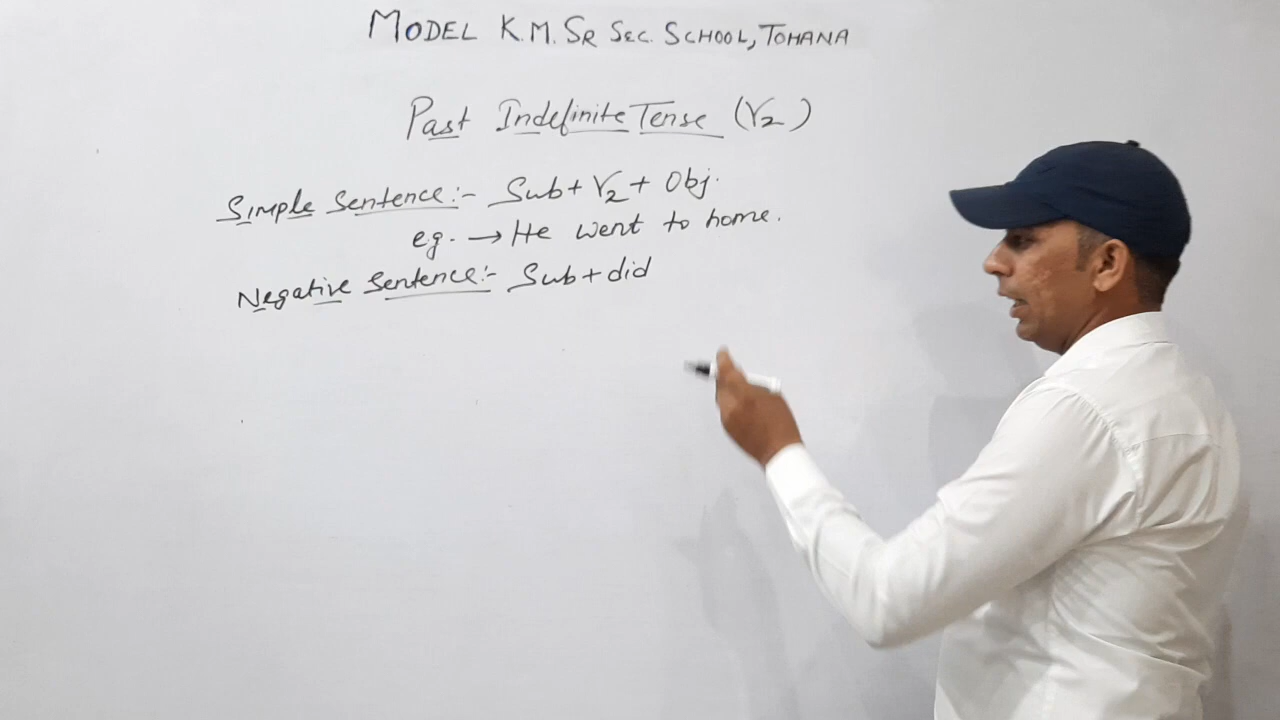 MODEL K.M. SR SEC. SCHOOL, TOHANA
Past Indefinite Tense (V2)
Simple Sentence:- Sub + V2 + Obj.
eg. → He went to home.
Negative Sentence:- Sub + did